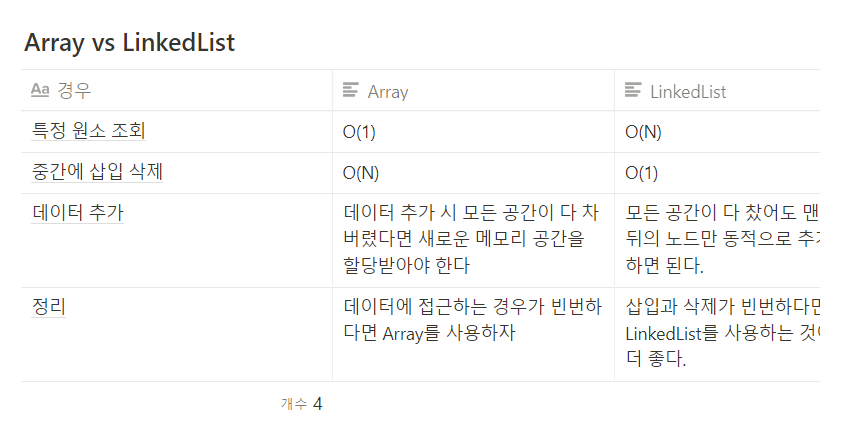 Array vs LinkedList
Aa 경우
Array
LinkedList
특정 원소 조회
O(1)
O(N)
중간에 삽입 삭제
O(N)
O(1)
데이터 추가
데이터 추가 시 모든 공간이 다 차
버렸다면 새로운 메모리 공간을
할당받아야 한다
모든 공간이 다 찼어도 맨
뒤의 노드만 동적으로
하면 된다.
정리
데이터에 접근하는 경우가 빈번하
다면 Array를 사용하자
삽입과 삭제가 빈번하다면
LinkedList를 사용하는
더 좋다.
개수 4